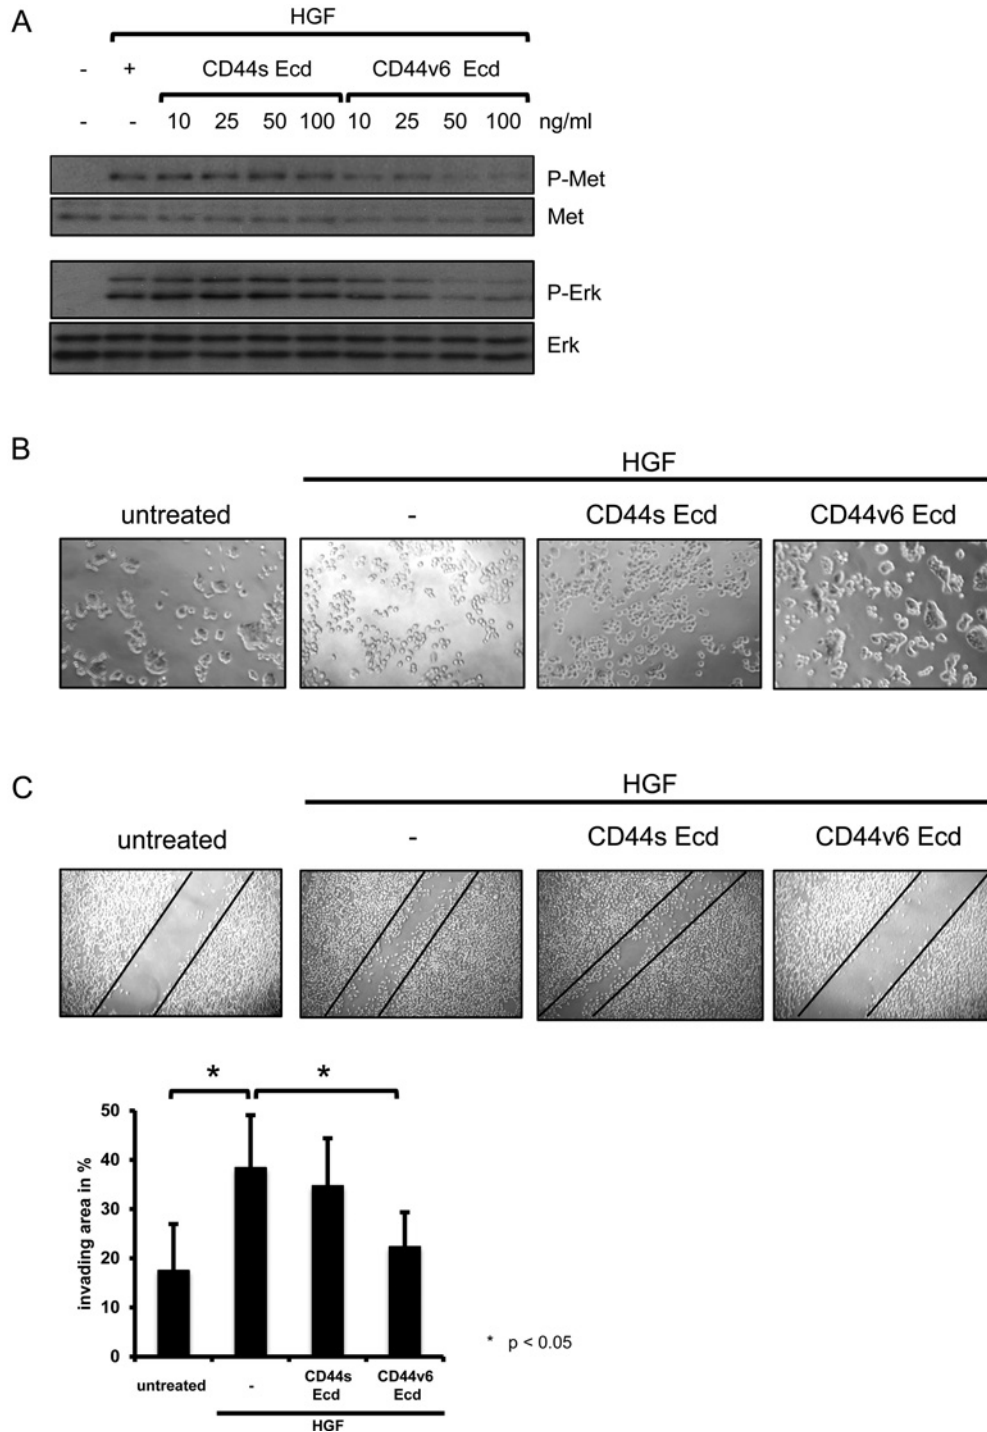 A
HGF
- + CD44s Ecd CD44v6 Ecd
- - 10 25 50 100 10 25 50 100 ng/ml
P-Met
Met
P-Erk
Erk
B
HGF
untreated - CD44s Ecd CD44v6 Ecd
C
HGF
untreated - CD44s Ecd CD44v6 Ecd
* *
50
40
30
20
10
0
invading area in %
untreated - CD44s Ecd CD44v6 Ecd
HGF
* p < 0.05